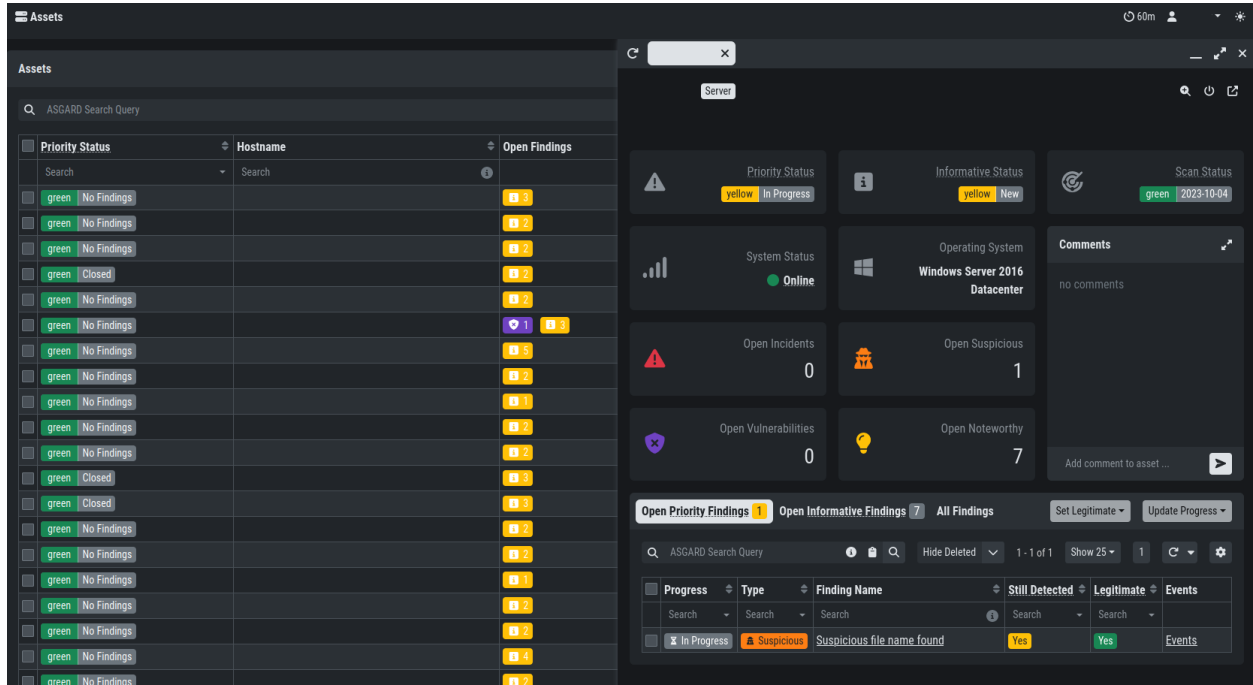 Assets
60m
Assets
ASGARD Search Query
Priority Status Hostname Open Findings
Search Search
green No Findings 3
green No Findings 2
green No Findings 2
green Closed 2
green No Findings 2
green No Findings 1 3
green No Findings 5
green No Findings 2
green No Findings 1
green No Findings 2
green No Findings 2
green Closed 3
green Closed 3
green No Findings 2
green No Findings 2
green No Findings 1
green No Findings 2
green No Findings 2
green No Findings 4
green No Findings 2
Server
Priority Status
yellow In Progress
Informative Status
yellow New
Scan Status
green 2023-10-04
System Status
Online
Operating System
Windows Server 2016
Datacenter
Comments
no comments
Add comment to asset ...
Open Incidents
0
Open Suspicious
1
Open Vulnerabilities
0
Open Noteworthy
7
Open Priority Findings 1 Open Informative Findings 7 All Findings Set Legitimate Update Progress
ASGARD Search Query Hide Deleted 1 - 1 of 1 Show 25 1
Progress Type Finding Name Still Detected Legitimate Events
Search Search Search Search Search
In Progress Suspicious Suspicious file name found Yes Yes Events